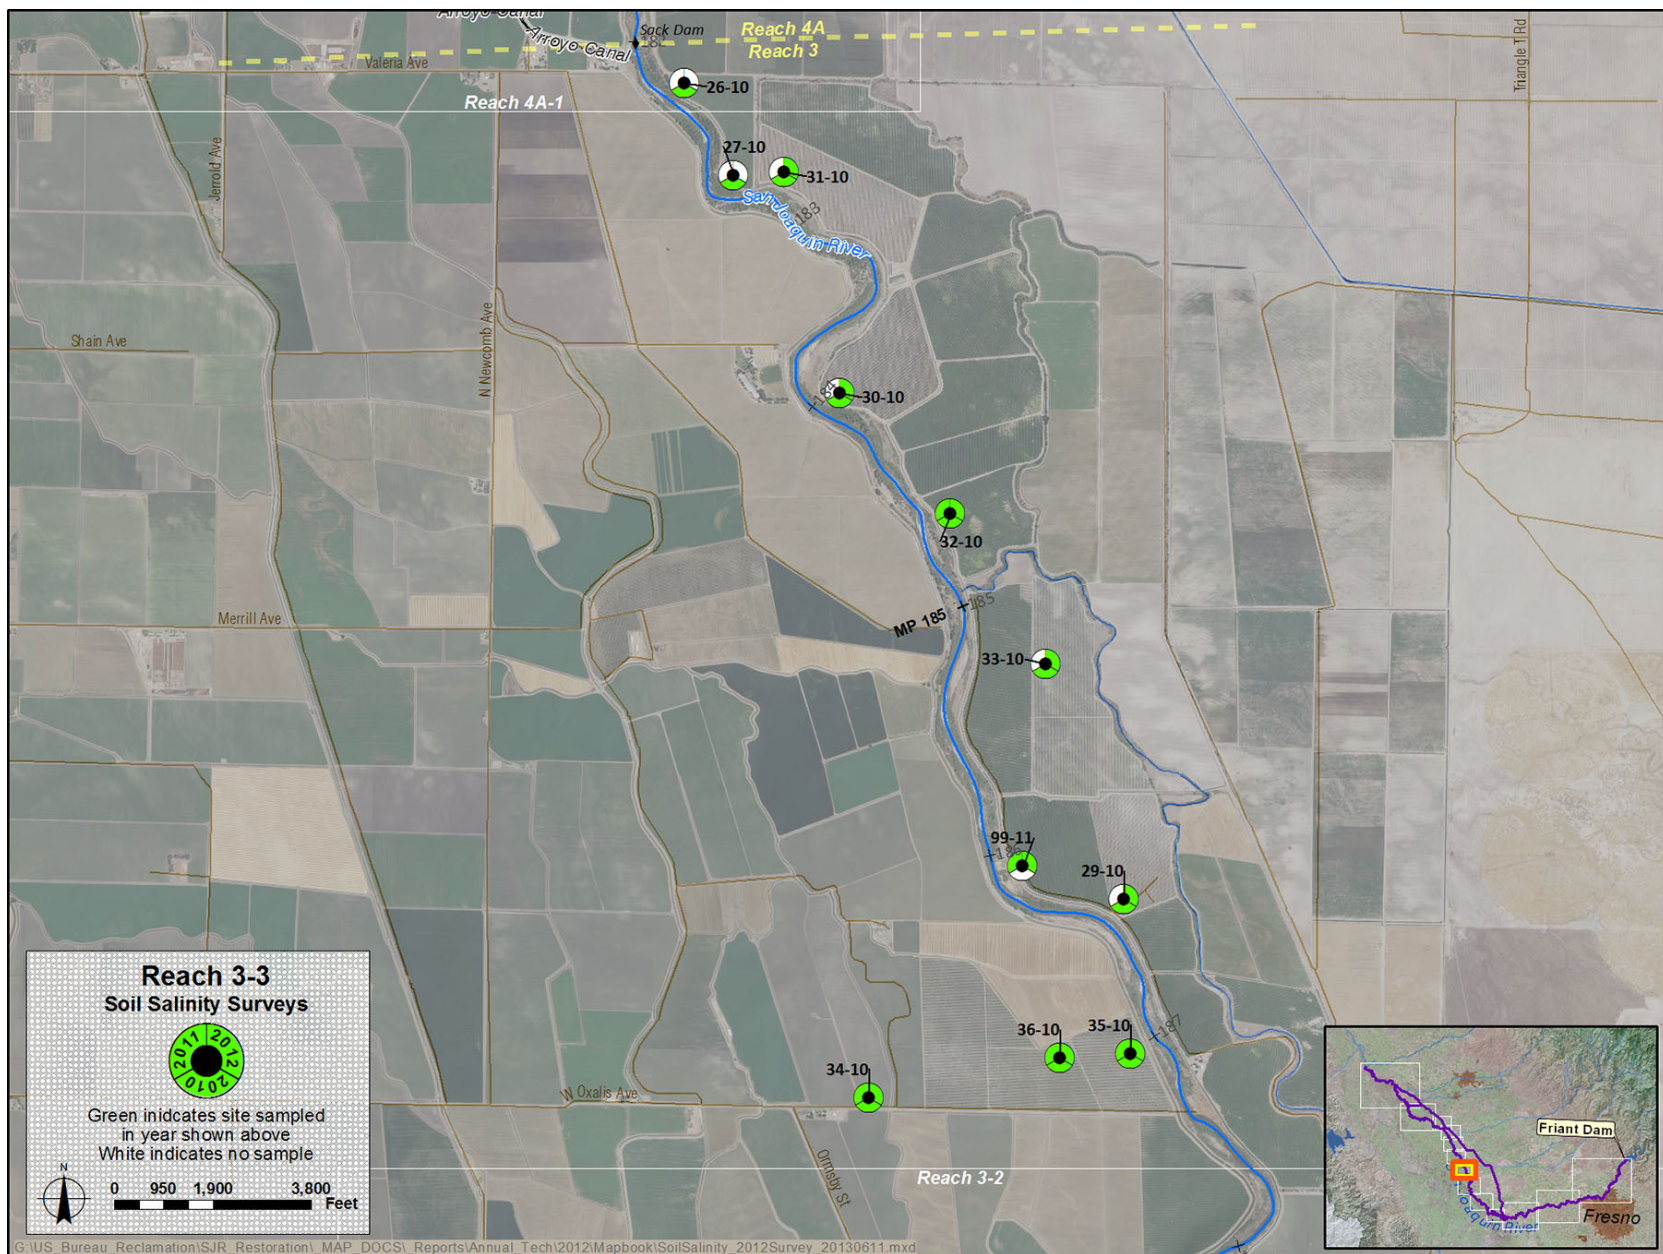 Arroyo Canal
Arroyo Canal
Sack Dam
182
Reach 4A
Reach 3
Valeria Ave
Triangle T Rd
Reach 4A-1
26-10
Jerrold Ave
27-10
31-10
183
San Joaquin River
N Newcomb Ave
Shain Ave
184
30-10
32-10
185
MP 185
Merrill Ave
33-10
99-11
186
29-10
187
36-10
35-10
34-10
W Oxalis Ave
Ormsby St
Reach 3-2
Reach 3-3
Soil Salinity Surveys
2011
2012
2010
Green inidcates site sampled
in year shown above
White indicates no sample
N
0 950 1,900 3,800
Feet
Friant Dam
Fresno
Joaquin River
G:\US_Bureau_Reclamation\SJR_Restoration\_MAP_DOCS\_Reports\Annual_Tech\2012\Mapbook\SoilSalinity_2012Survey_20130611.mxd